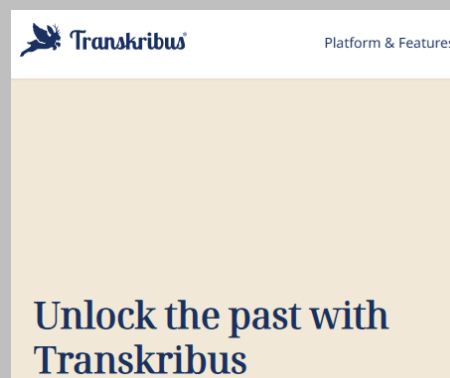 Transkribus®
Platform & Features
Unlock the past with
Transkribus